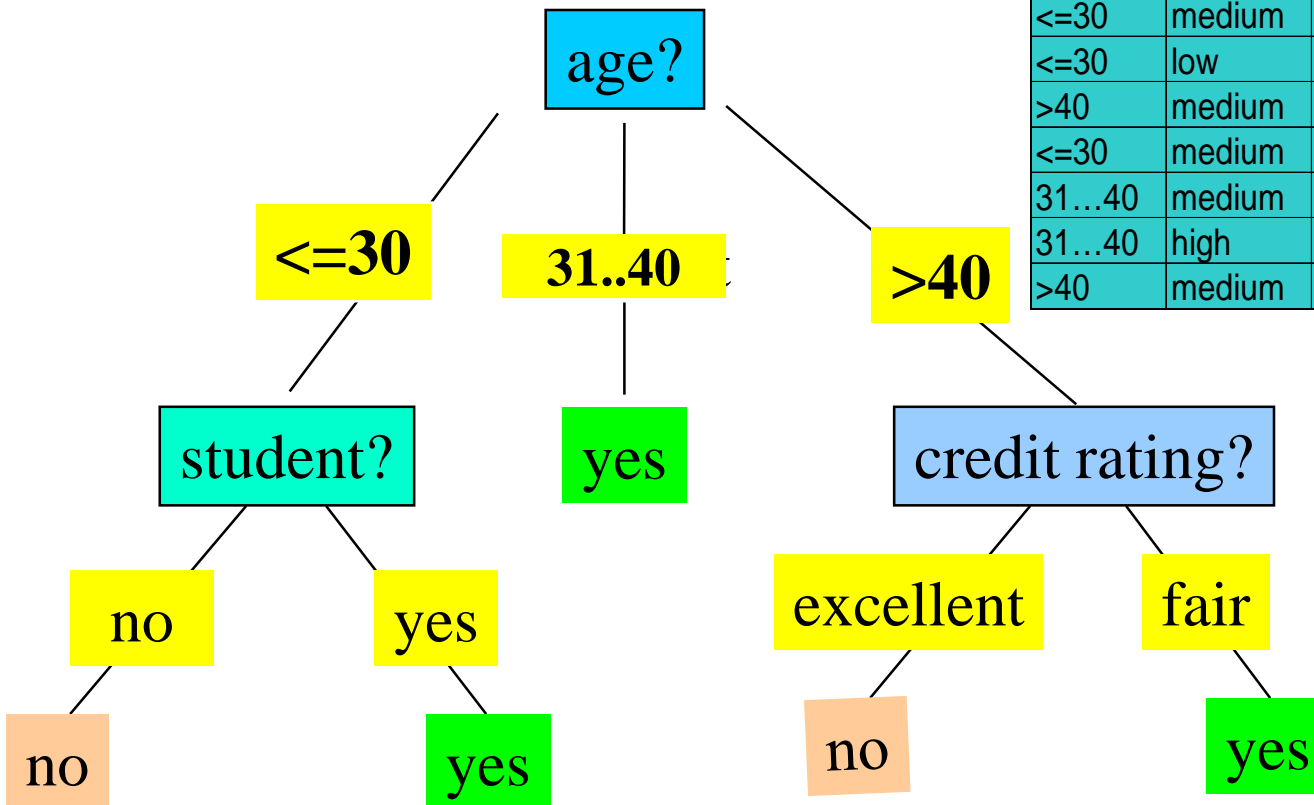 age?
<=30 medium
<=30 low
>40 medium
<=30 medium
31…40 medium
31…40 high
>40 medium
<=30
31..40
>40
student?
yes
credit rating?
no
yes
excellent
fair
no
yes
no
yes